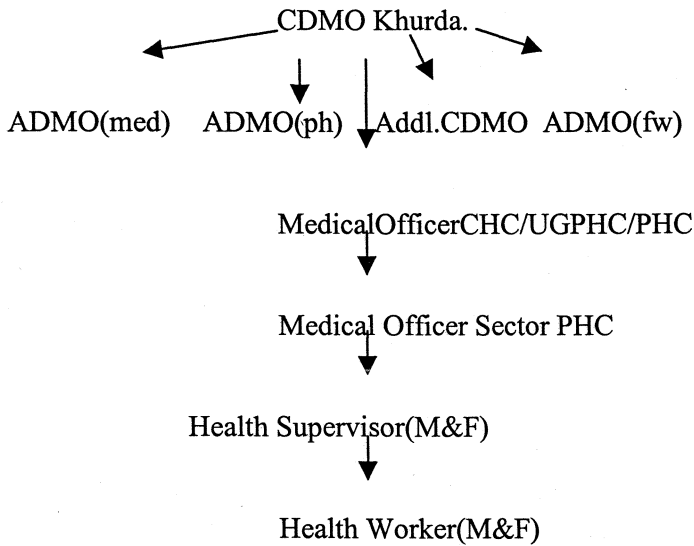 CDMO Khurda.
ADMO(med) ADMO(ph) Addl.CDMO ADMO(fw)
MedicalOfficerCHC/UGPHC/PHC
Medical Officer Sector PHC
Health Supervisor(M&F)
Health Worker(M&F)